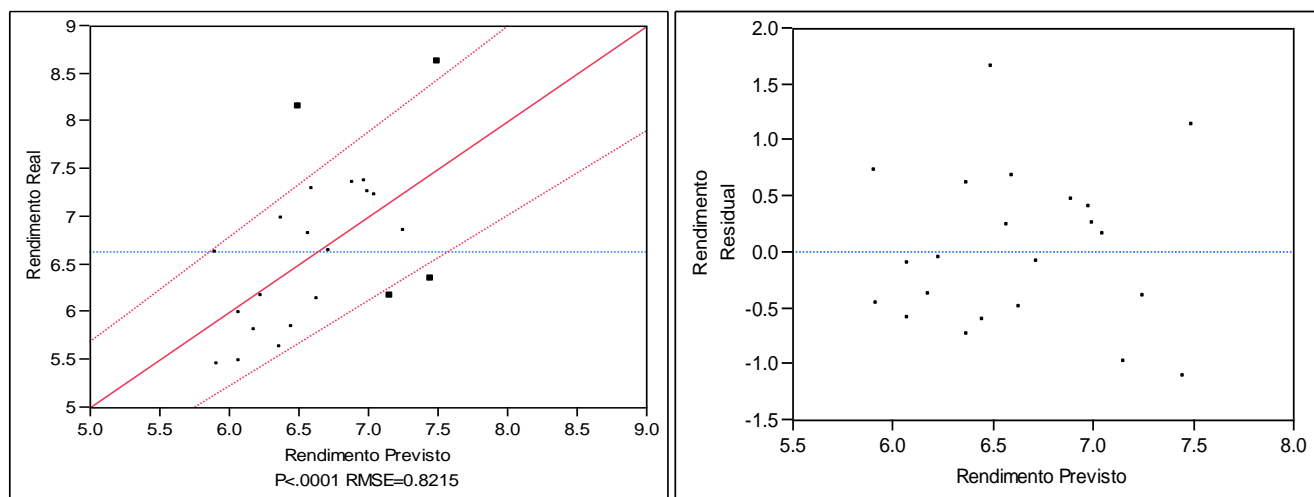 Rendimento Real
9
8.5
8
7.5
7
6.5
6
5.5
5
5.0 5.5 6.0 6.5 7.0 7.5 8.0 8.5 9.0
Rendimento Previsto
P<.0001 RMSE=0.8215
Rendimento
Residual
2.0
1.5
1.0
0.5
0.0
-0.5
-1.0
-1.5
5.5 6.0 6.5 7.0 7.5 8.0
Rendimento Previsto